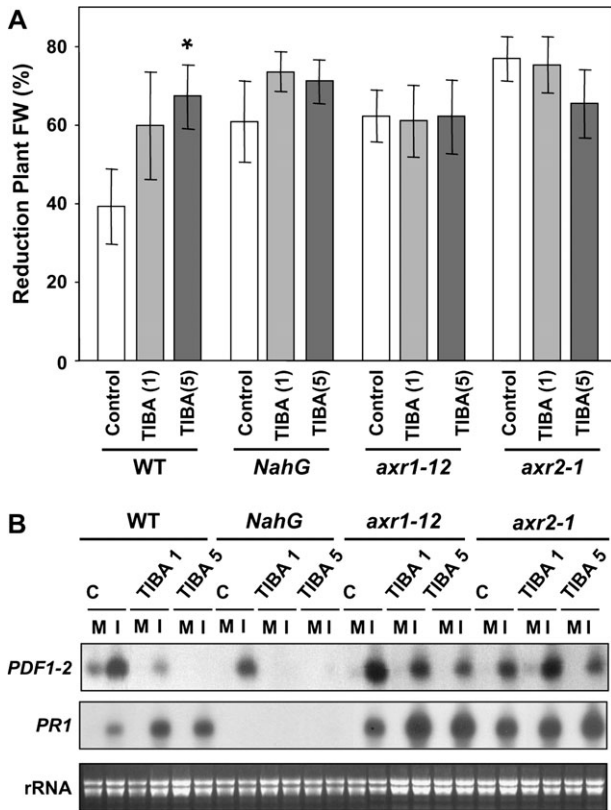 A
Reduction Plant FW (%)
80
60
40
20
0
*
Control
TIBA (1)
TIBA(5)
Control
TIBA (1)
TIBA(5)
Control
TIBA (1)
TIBA(5)
Control
TIBA (1)
TIBA(5)
WT NahG axr1-12 axr2-1
B
WT NahG axr1-12 axr2-1
C TIBA 1 TIBA 5 C TIBA 1 TIBA 5 C TIBA 1 TIBA 5 C TIBA 1 TIBA 5
M I M I M I M I M I M I M I M I M I M I M I M I
PDF1-2
PR1
rRNA